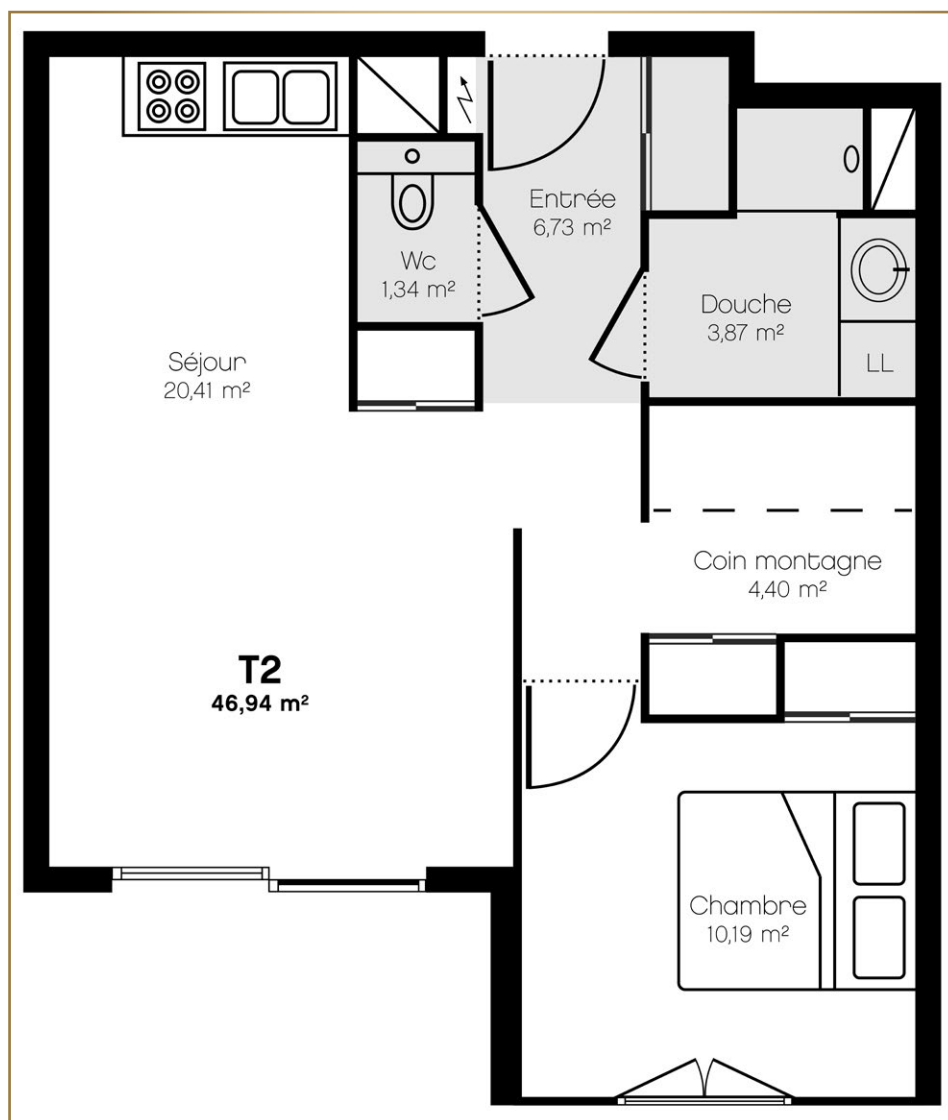 Entrée
6,73 m²
Wc
1,34 m²
Douche
3,87 m²
LL
Séjour
20,41 m²
Coin montagne
4,40 m²
T2
46,94 m²
Chambre
10,19 m²